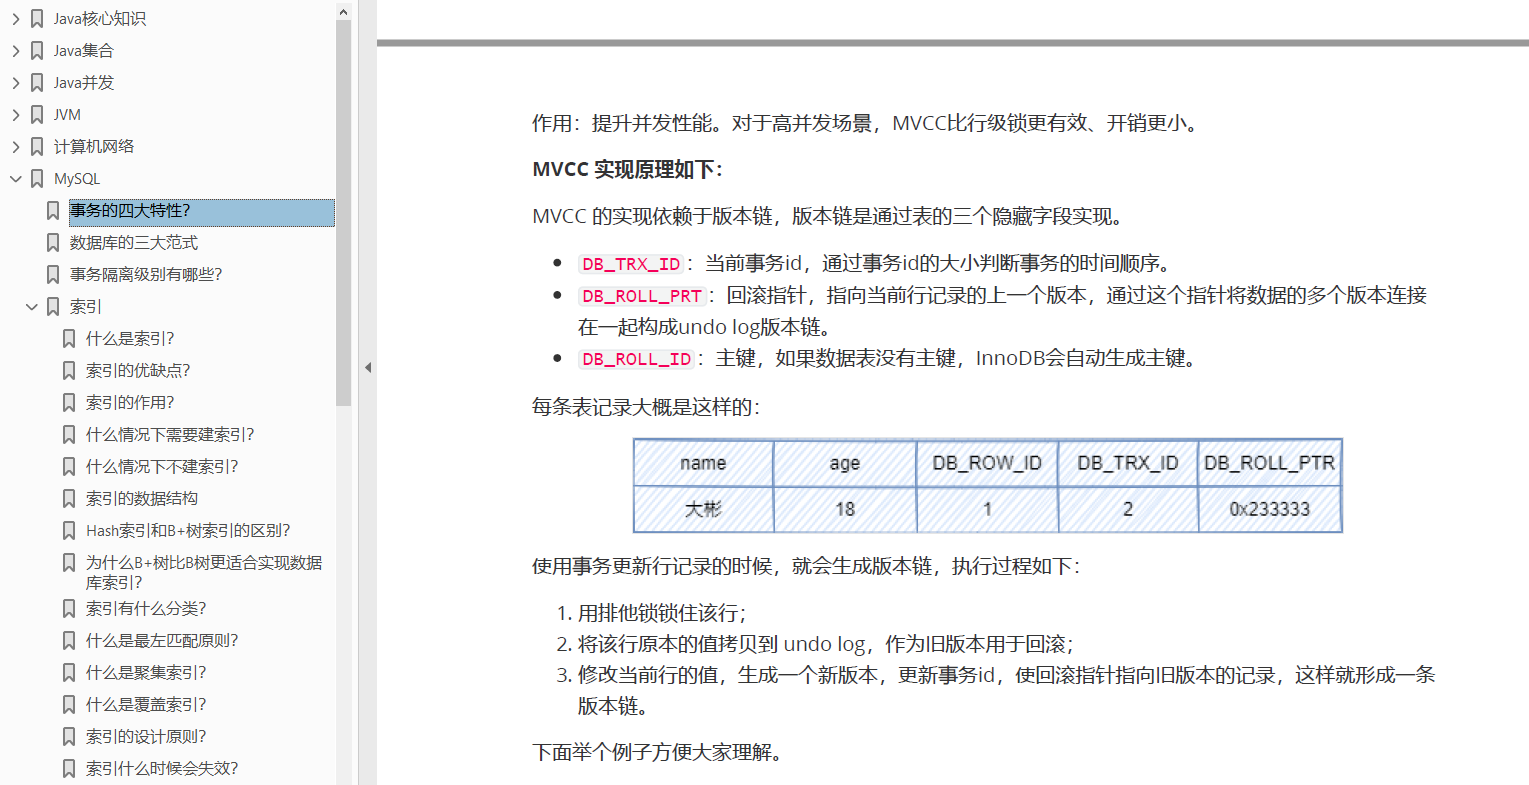 Java核心知识
Java集合
Java并发
JVM
计算机网络
MySQL
事务的四大特性?
数据库的三大范式
事务隔离级别有哪些?
索引
什么是索引?
索引的优缺点?
索引的作用?
什么情况下需要建索引?
什么情况下不建索引?
索引的数据结构
Hash索引和B+树索引的区别?
为什么B+树比B树更适合实现数据
库索引?
索引有什么分类?
什么是最左匹配原则?
什么是聚集索引?
什么是覆盖索引?
索引的设计原则?
索引什么时候会失效?
作用：提升并发性能。对于高并发场景，MVCC比行级锁更有效、开销更小。
MVCC 实现原理如下：
MVCC 的实现依赖于版本链，版本链是通过表的三个隐藏字段实现。
• DB_TRX_ID：当前事务id，通过事务id的大小判断事务的时间顺序。
• DB_ROLL_PRT：回滚指针，指向当前行记录的上一个版本，通过这个指针将数据的多个版本连接
在一起构成undo log版本链。
• DB_ROLL_ID：主键，如果数据表没有主键，InnoDB会自动生成主键。
每条表记录大概是这样的：
name age DB_ROW_ID DB_TRX_ID DB_ROLL_PTR
大彬 18 1 2 0x233333
使用事务更新行记录的时候，就会生成版本链，执行过程如下：
1. 用排他锁锁住该行；
2. 将该行原本的值拷贝到 undo log，作为旧版本用于回滚；
3. 修改当前行的值，生成一个新版本，更新事务id，使回滚指针指向旧版本的记录，这样就形成一条
版本链。
下面举个例子方便大家理解。